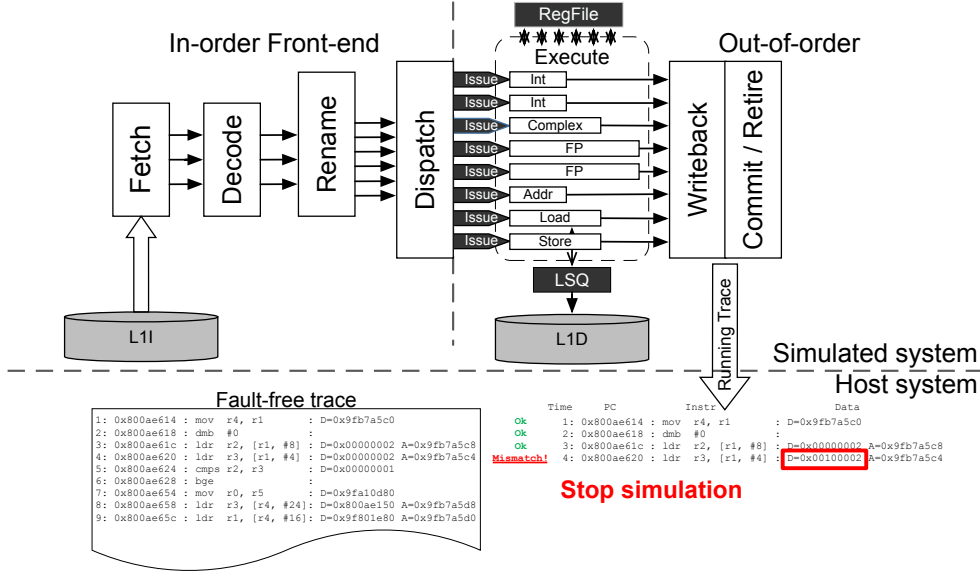 RegFile
In-order Front-end
Out-of-order
Execute
Fetch
Decode
Rename
Dispatch
Issue
Int
Issue
Int
Issue
Complex
Issue
FP
Issue
FP
Issue
Addr
Issue
Load
Issue
Store
Writeback
Commit / Retire
LSQ
L1I
L1D
Running Trace
Simulated system
Host system
Fault-free trace
1: 0x800ae614 : mov r4, r1 : D=0x9fb7a5c0
2: 0x800ae618 : dmb #0 :
3: 0x800ae61c : ldr r2, [r1, #8] : D=0x00000002 A=0x9fb7a5c8
4: 0x800ae620 : ldr r3, [r1, #4] : D=0x00000002 A=0x9fb7a5c4
5: 0x800ae624 : cmps r2, r3 : D=0x00000001
6: 0x800ae628 : bge :
7: 0x800ae654 : mov r0, r5 : D=0x9fa10d80
8: 0x800ae658 : ldr r3, [r4, #24]: D=0x800ae150 A=0x9fb7a5d8
9: 0x800ae65c : ldr r1, [r4, #16]: D=0x9f801e80 A=0x9fb7a5d0
Time PC Instr Data
Ok 1: 0x800ae614 : mov r4, r1 : D=0x9fb7a5c0
Ok 2: 0x800ae618 : dmb #0 :
Ok 3: 0x800ae61c : ldr r2, [r1, #8] : D=0x00000002 A=0x9fb7a5c8
Mismatch! 4: 0x800ae620 : ldr r3, [r1, #4] : D=0x00100002 A=0x9fb7a5c4
Stop simulation